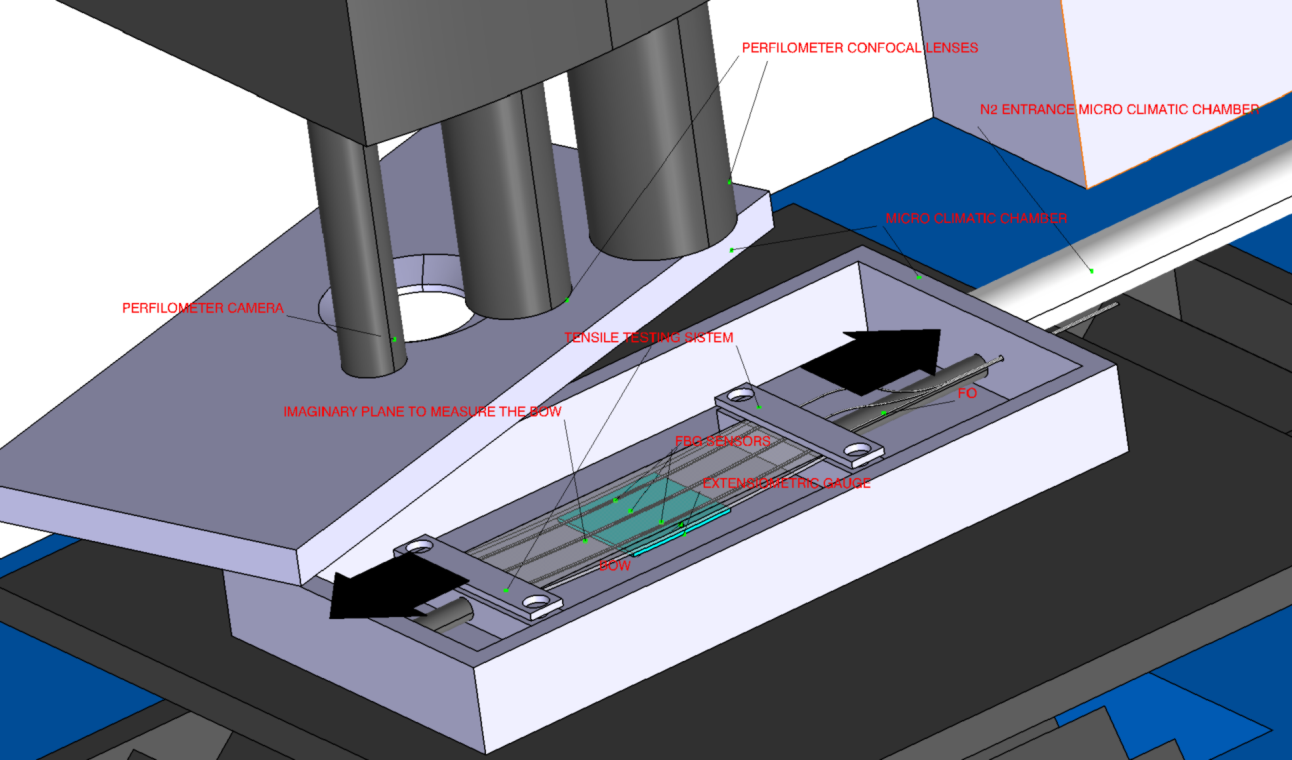 PERFILOMETER CONFOCAL LENSES
N2 ENTRANCE MICRO CLIMATIC CHAMBER
MICRO CLIMATIC CHAMBER
PERFILOMETER CAMERA
TENSILE TESTING SISTEM
FO
IMAGINARY PLANE TO MEASURE THE BOW
FBG SENSORS
EXTENSIOMETRIC GAUGE
BOW